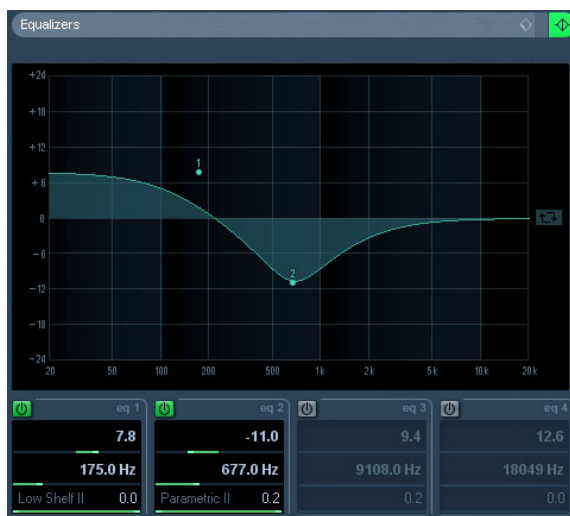 Equalizers
+24
+18
+12
1
+6
0
-6
2
-12
-18
-24
20 50 100 200 500 1k 2k 5k 10k 20k
eq 1 eq 2 eq 3 eq 4
7.8 -11.0 9.4 12.6
175.0 Hz 677.0 Hz 9108.0 Hz 18049 Hz
Low Shelf II 0.0 Parametric II 0.2 0.2 0.0